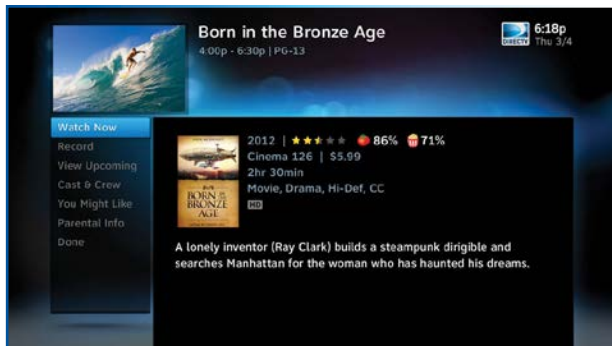 Born in the Bronze Age
4:00p - 6:30p | PG-13
DIRECTV
6:18p
Thu 3/4
Watch Now
Record
View Upcoming
Cast & Crew
You Might Like
Parental Info
Done
2012 | 86% 71%
Cinema 126 | $5.99
2hr 30min
Movie, Drama, Hi-Def, CC
HD
BORN IN THE
BRONZE
AGE
A lonely inventor (Ray Clark) builds a steampunk dirigible and
searches Manhattan for the woman who has haunted his dreams.